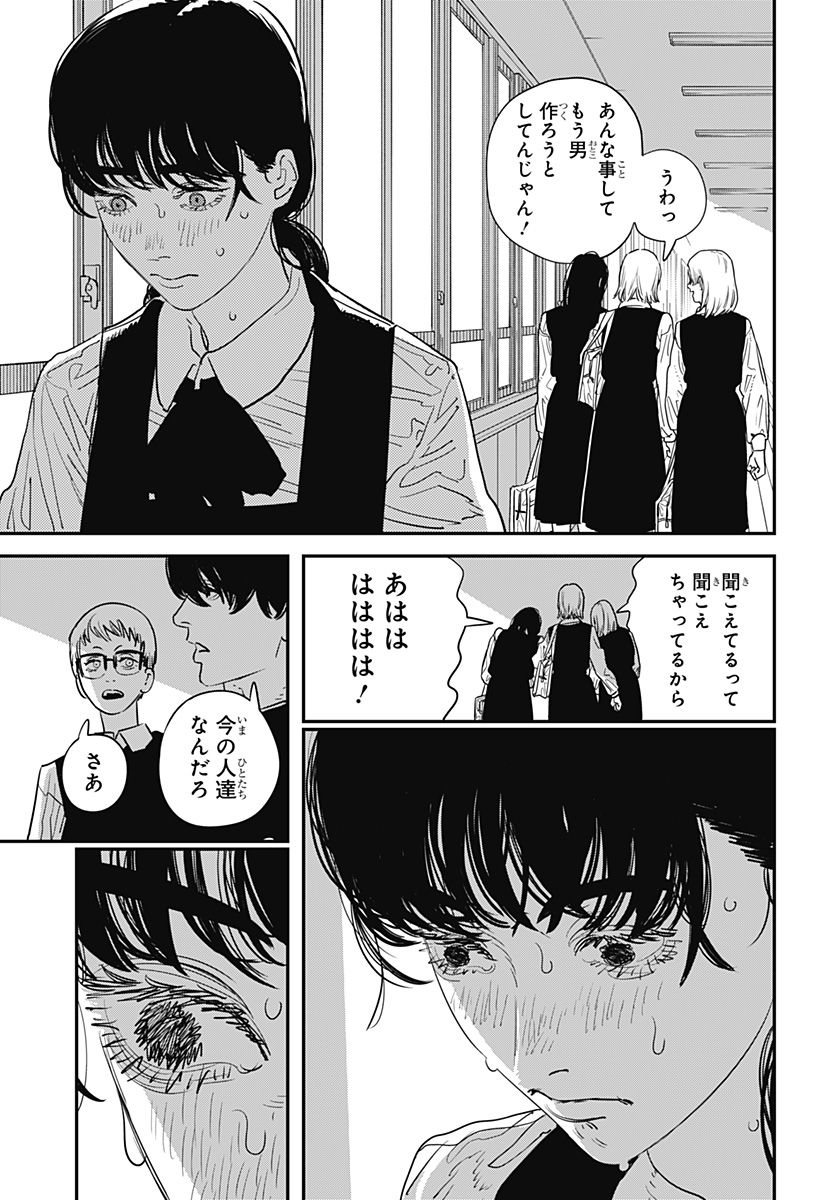 うわっ
あんな事して
もう男
作ろうと
してんじゃん!
聞こえてるって
聞こえ
ちゃってるから
あはは
はははは!
今の人達
なんだろ
さあ